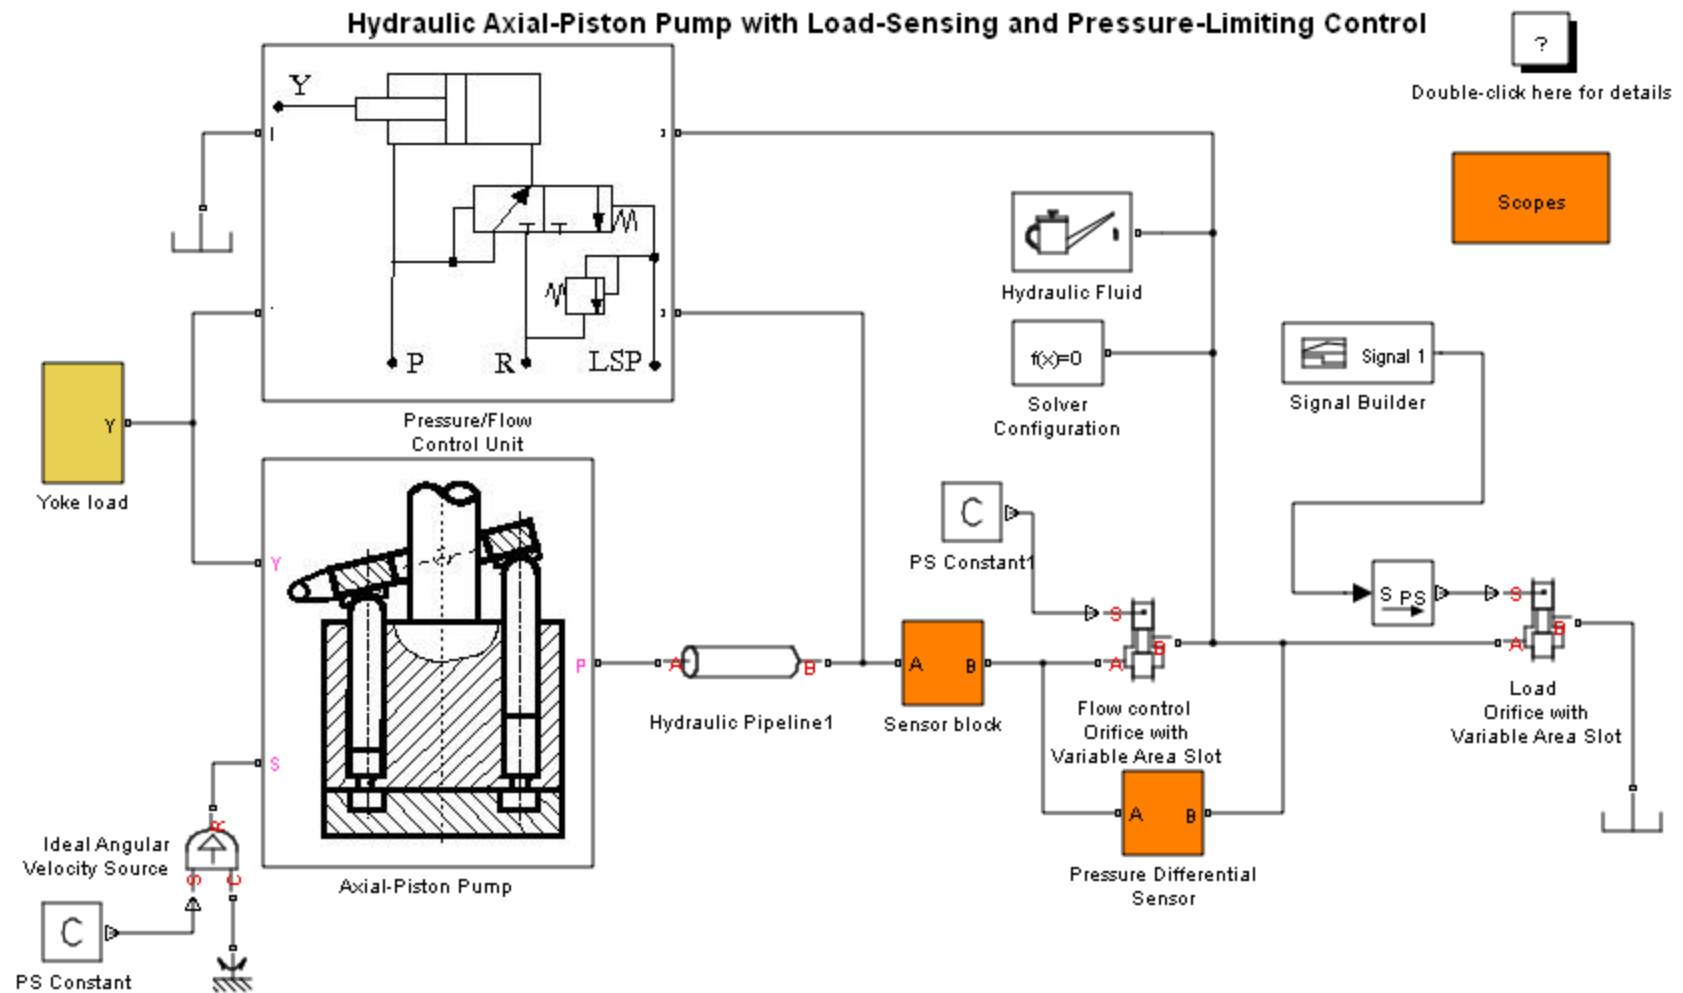 Hydraulic Axial-Piston Pump with Load-Sensing and Pressure-Limiting Control
?
Double-click here for details
Scopes
Y
P
R
LSP
Pressure/Flow
Control Unit
Hydraulic Fluid
f(x)=0
Solver
Configuration
Signal 1
Signal Builder
Y
Yoke load
Y
P
S
Axial-Piston Pump
A
B
Hydraulic Pipeline1
A
B
Sensor block
C
PS Constant1
S
A
B
Flow control
Orifice with
Variable Area Slot
A
B
Pressure Differential
Sensor
S PS
S
A
B
Load
Orifice with
Variable Area Slot
R
S
C
Ideal Angular
Velocity Source
C
PS Constant